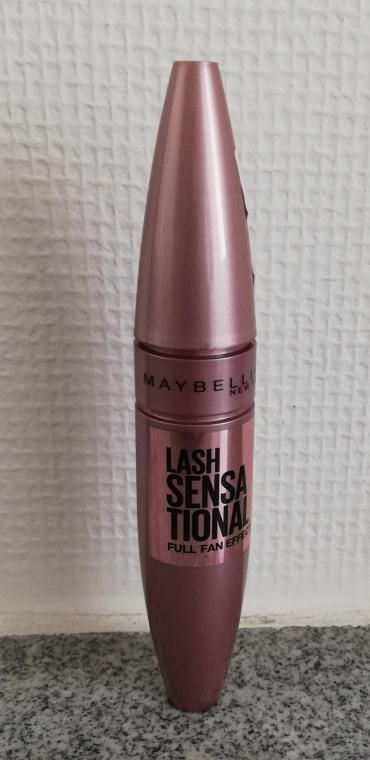 MAYBELLI
NEW
LASH
SENSA
TIONAL
FULL FAN EFFEC